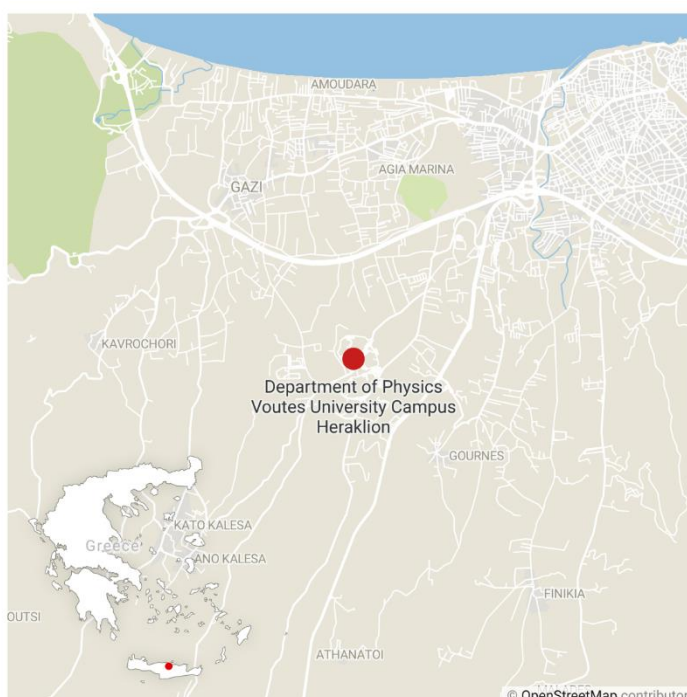 AMOUDARA
AGIA MARINA
GAZI
KAVROCHORI
Department of Physics
Voutes University Campus
Heraklion
GOURNES
KATO KALESA
Greece
ANO KALESA
FINIKIA
OUTSI
ATHANATOI
© OpenStreetMap contributor